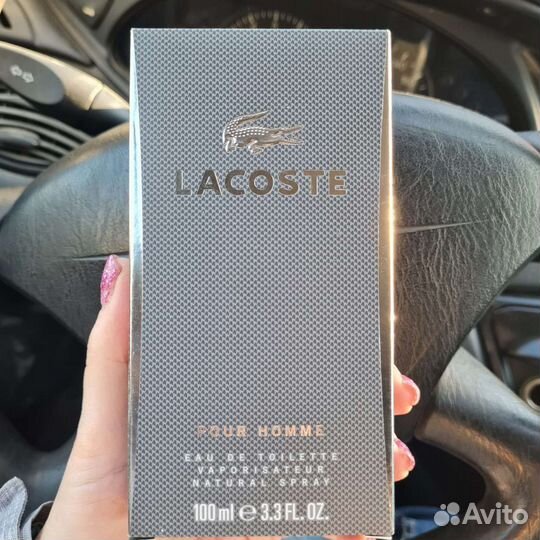 LACOSTE
POUR HOMME
EAU DE TOILETTE
VAPORISATEUR
NATURAL SPRAY
100 ml ℮ 3.3 FL. OZ.
Avito